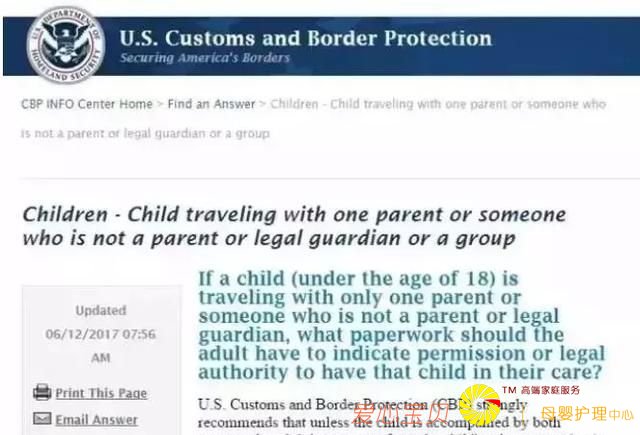 U.S. DEPARTMENT OF
HOMELAND SECURITY
U.S. Customs and Border Protection
Securing America's Borders
CBP INFO Center Home > Find an Answer > Children - Child traveling with one parent or someone who
is not a parent or legal guardian or a group
Children - Child traveling with one parent or someone
who is not a parent or legal guardian or a group
Updated
06/12/2017 07:56
AM
Print This Page
Email Answer
If a child (under the age of 18) is
traveling with only one parent or
someone who is not a parent or legal
guardian, what paperwork should the
adult have to indicate permission or legal
authority to have that child in their care?
U.S. Customs and Border Protection (CBP) strongly
recommends that unless the child is accompanied by both
TM 高端家庭服务
母婴护理中心